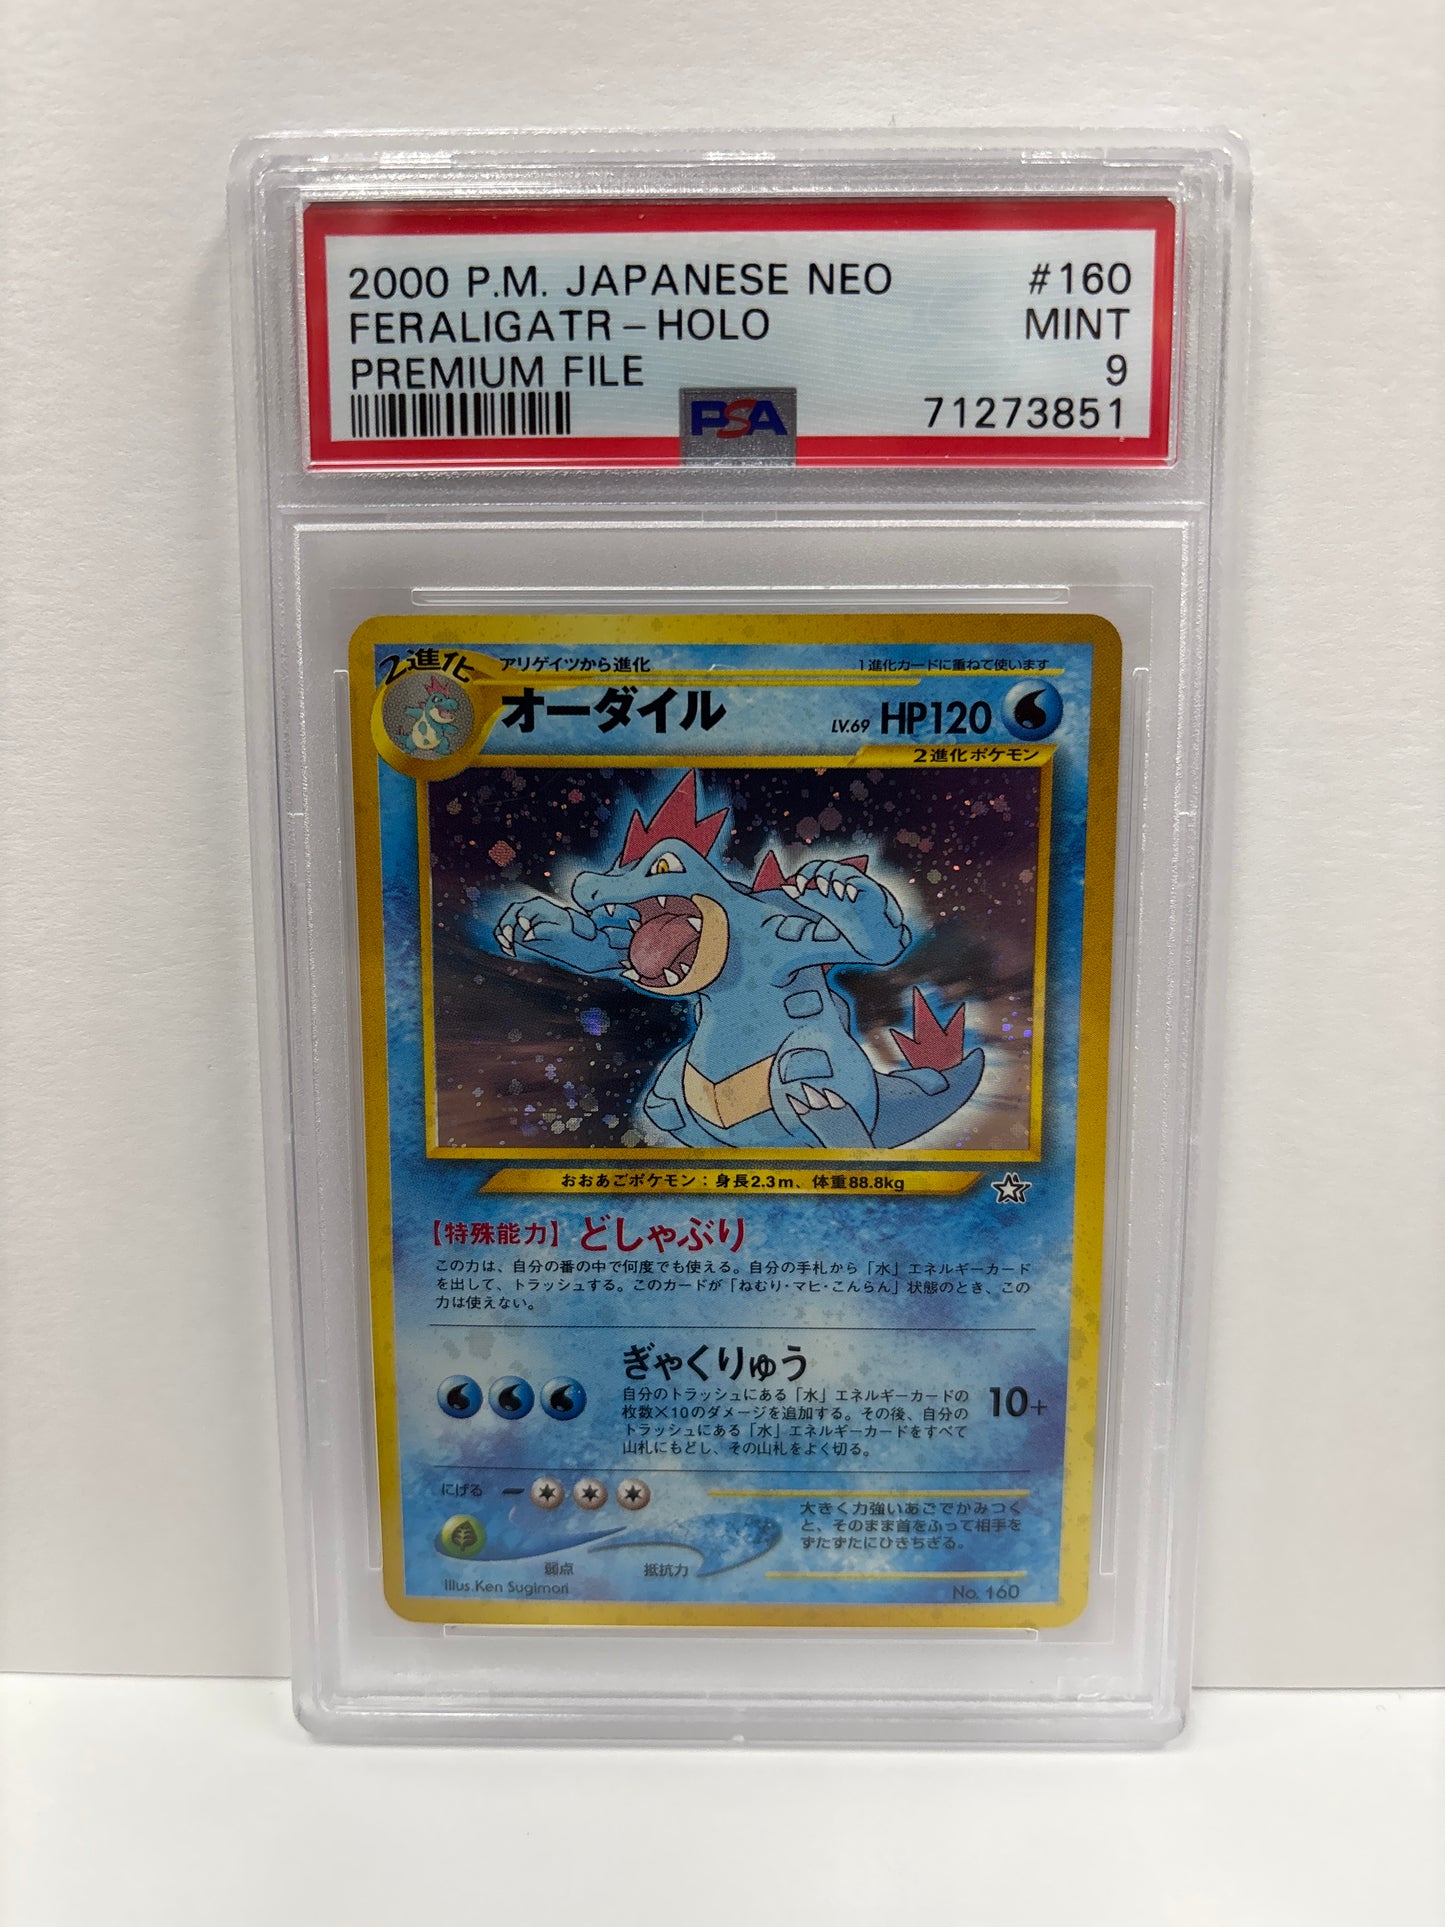 2000 P.M. JAPANESE NEO #160
FERALIGATR-HOLO MINT
PREMIUM FILE 9
PSA 71273851
2進化
アリゲイツから進化 1進化カードに重ねて使います
オーダイル LV.69 HP120
2進化ポケモン
おおあごポケモン：身長2.3m、体重88.8kg
【特殊能力】どしゃぶり
この力は、自分の番の中で何度でも使える。自分の手札から「水」エネルギーカード
を出して、トラッシュする。このカードが「ねむり・マヒ・こんらん」状態のとき、この
力は使えない。
ぎゃくりゅう
自分のトラッシュにある「水」エネルギーカードの
枚数×10のダメージを追加する。その後、自分の
トラッシュにある「水」エネルギーカードをすべて
山札にもどし、その山札をよく切る。
10+
にげる
弱点 抵抗力
大きく力強いあごでかみつく
と、そのまま首をふって相手を
ずたずたにひきちぎる。
Illus.Ken Sugimori No. 160